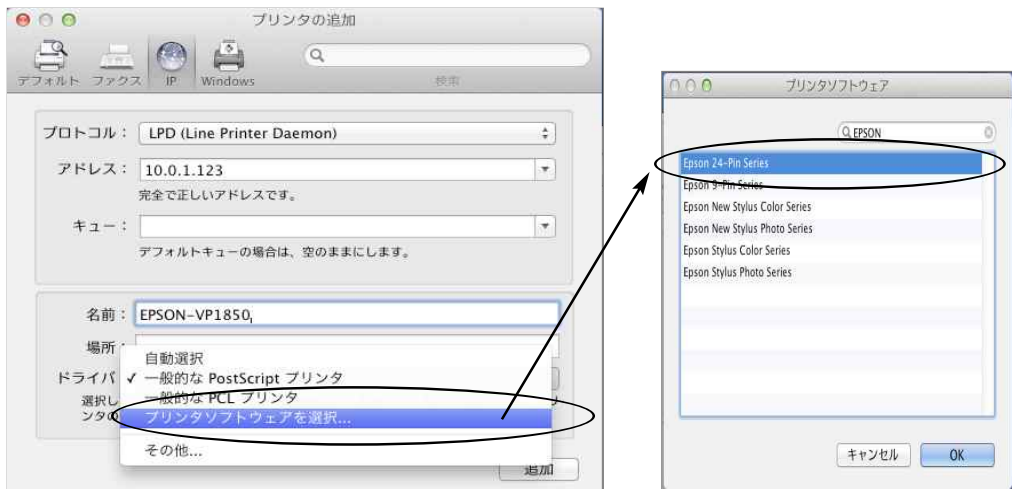 プリンタの追加
デフォルト ファクス IP Windows 検索
プロトコル： LPD (Line Printer Daemon)
アドレス： 10.0.1.123
完全で正しいアドレスです。
キュー：
デフォルトキューの場合は、空のままにします。
名前： EPSON-VP1850
場所：
自動選択
ドライバ ✓ 一般的な PostScript プリンタ
選択し 一般的な PCL プリンタ
ンタの プリンタソフトウェアを選択...
その他...
追加
プリンタソフトウェア
EPSON
Epson 24-Pin Series
Epson 9-Pin Series
Epson New Stylus Color Series
Epson New Stylus Photo Series
Epson Stylus Color Series
Epson Stylus Photo Series
キャンセル OK